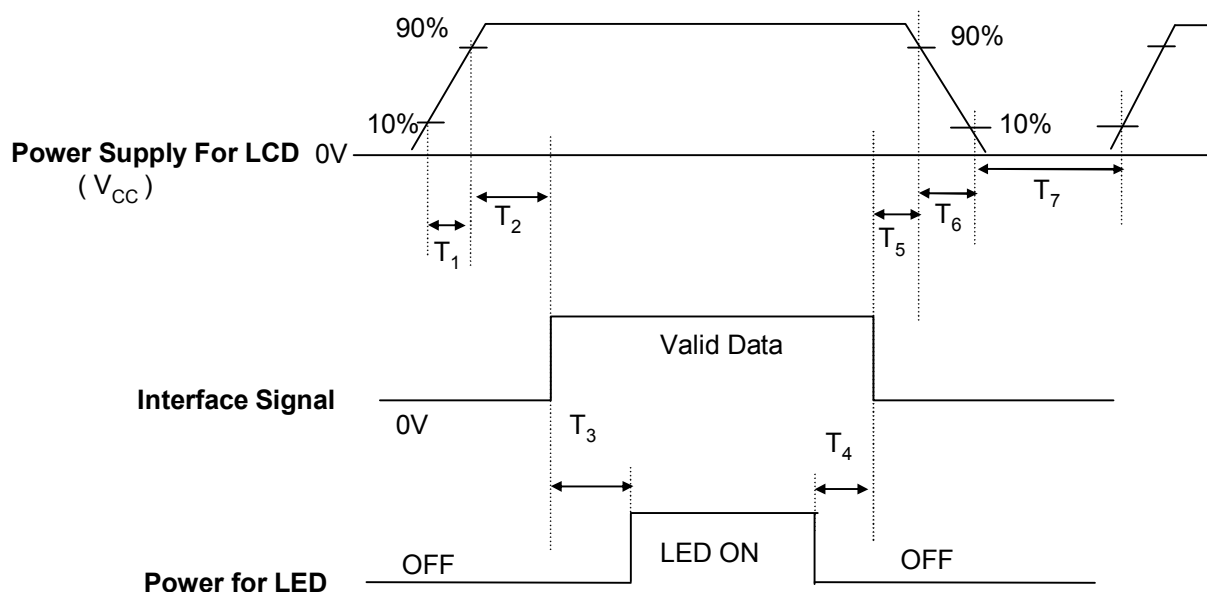 90%
90%
10%
10%
Power Supply For LCD 0V
( VCC )
T1
T2
T5
T6
T7
Valid Data
Interface Signal
0V
T3
T4
OFF
LED ON
OFF
Power for LED